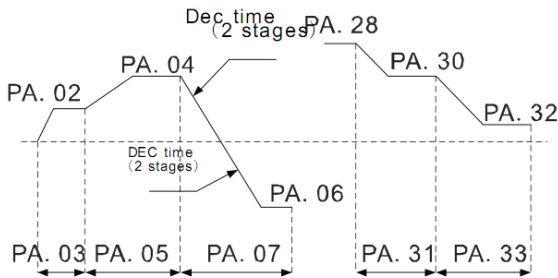 Dec time
(2 stages)
PA. 28
PA. 04
PA. 30
PA. 02
PA. 32
DEC time
(2 stages)
PA. 06
PA. 03
PA. 05
PA. 07
PA. 31
PA. 33